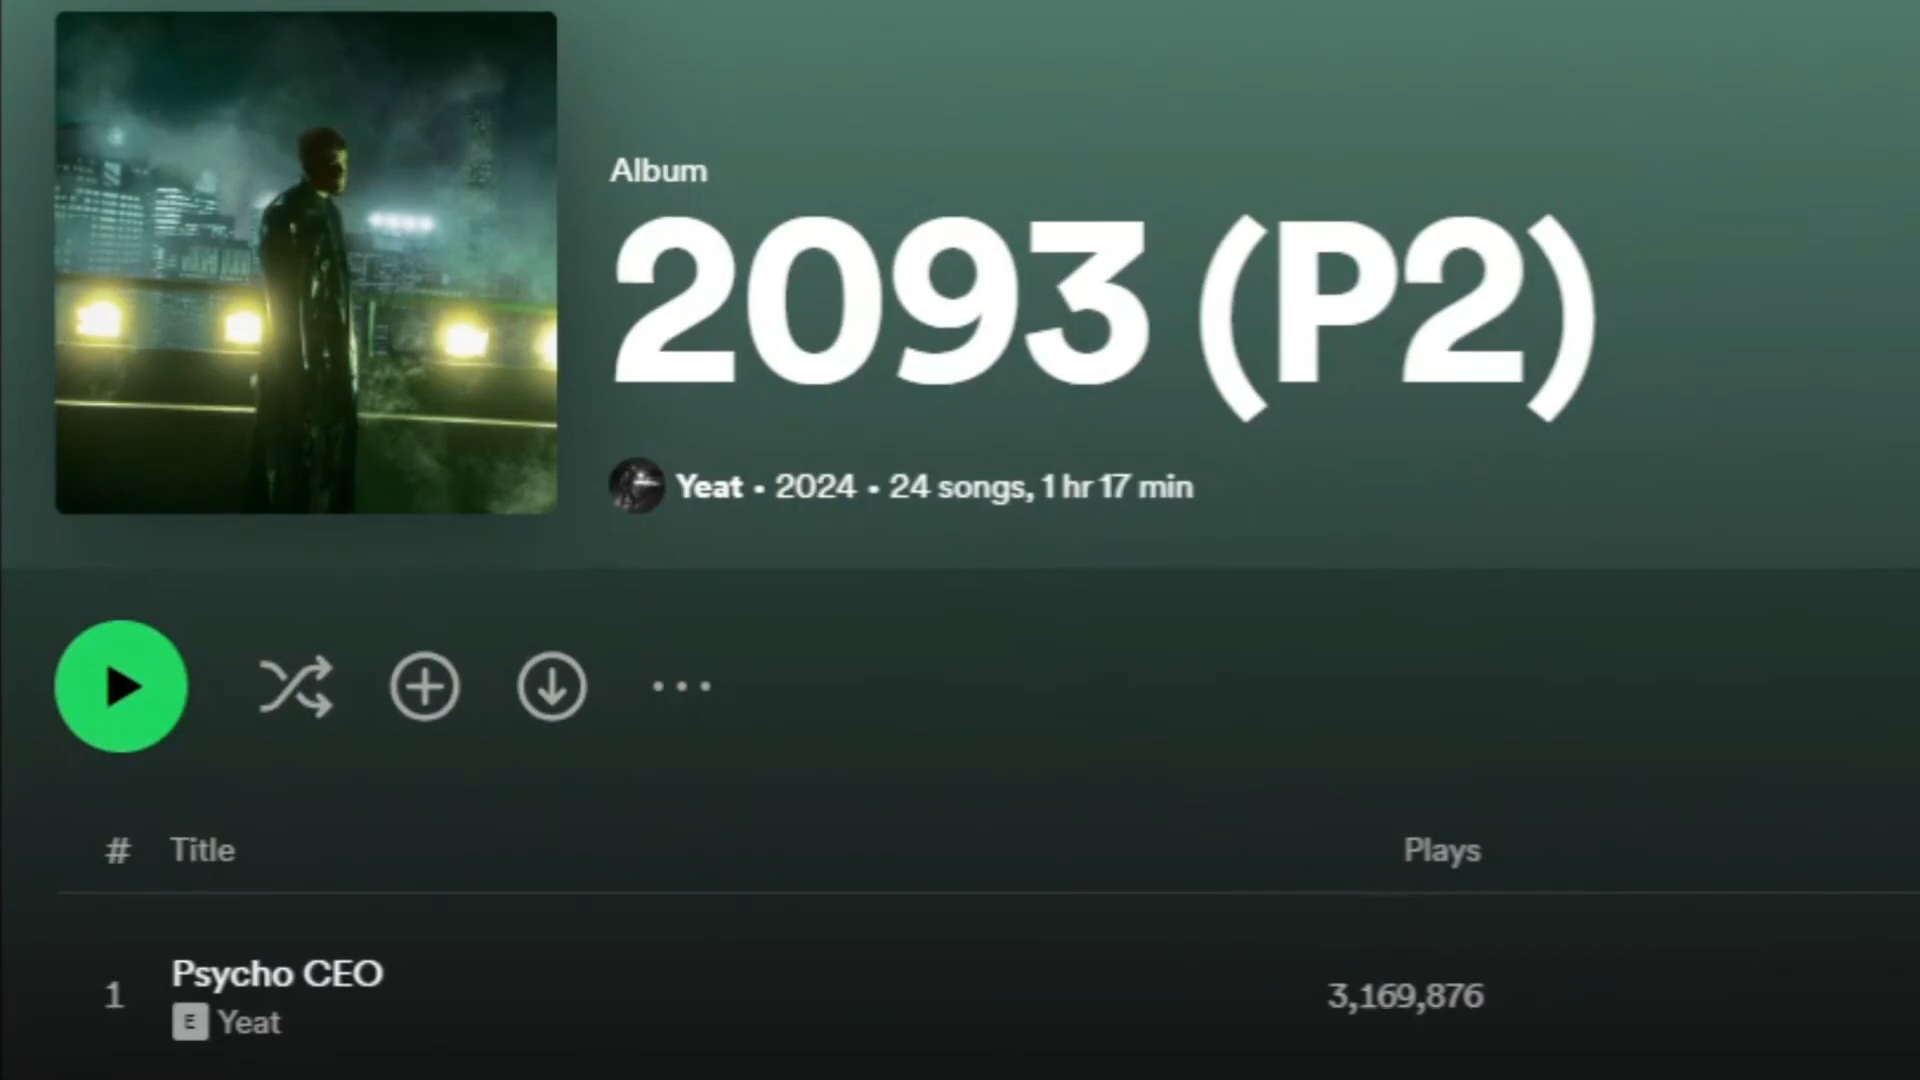 Album
2093 (P2)
Yeat • 2024 • 24 songs, 1 hr 17 min
# Title Plays
1 Psycho CEO 3,169,876
E Yeat